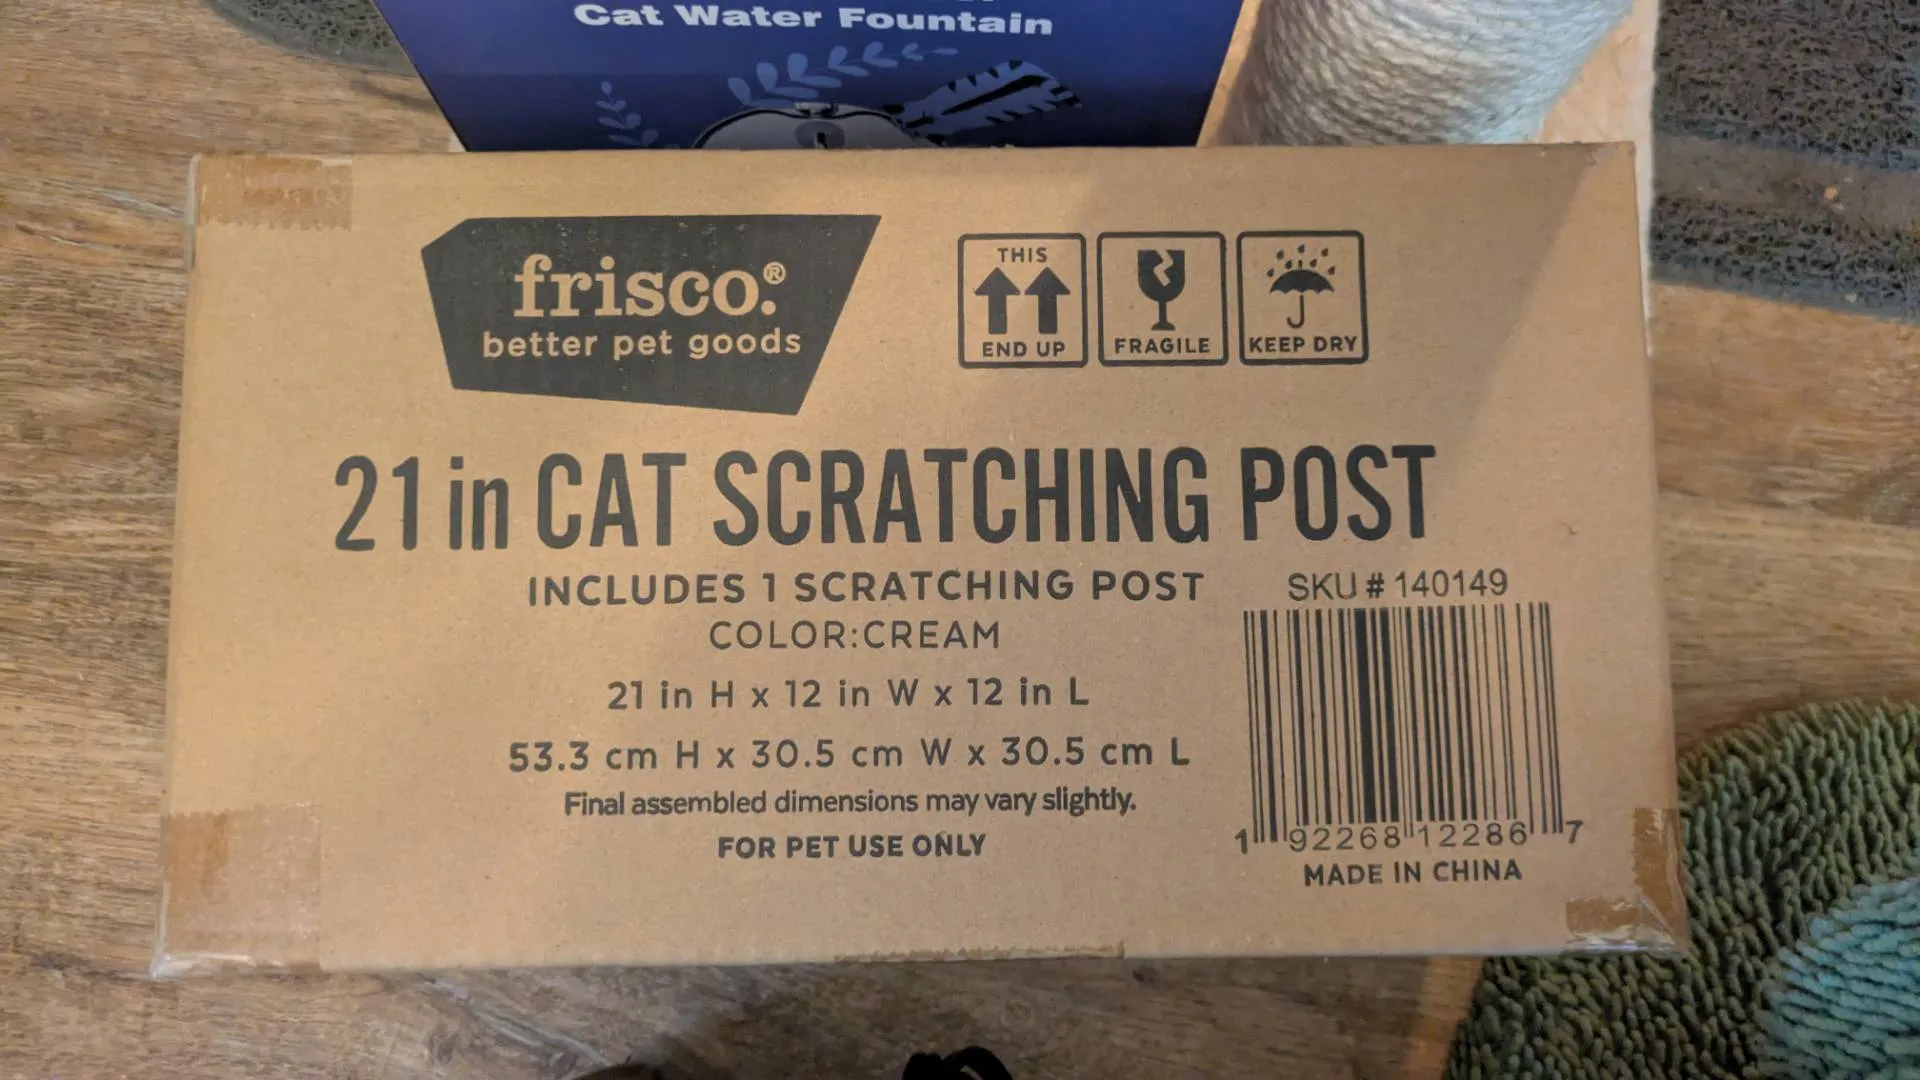 Cat Water Fountain
frisco.®
better pet goods
THIS
END UP
FRAGILE
KEEP DRY
21 in CAT SCRATCHING POST
INCLUDES 1 SCRATCHING POST
COLOR:CREAM
21 in H x 12 in W x 12 in L
53.3 cm H x 30.5 cm W x 30.5 cm L
Final assembled dimensions may vary slightly.
FOR PET USE ONLY
SKU # 140149
1 92268 12286 7
MADE IN CHINA